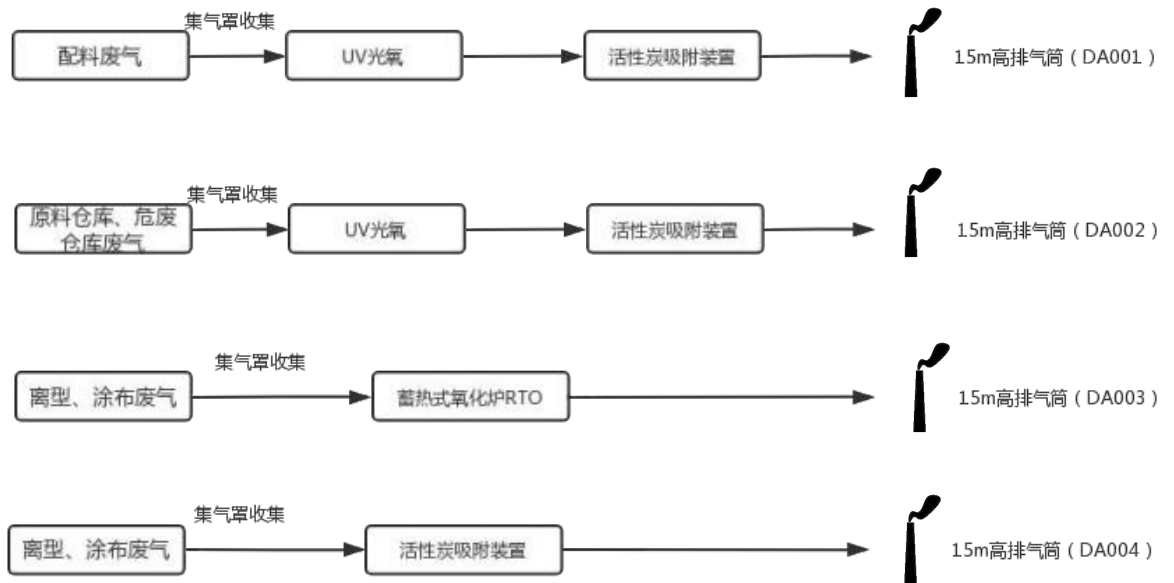 集气罩收集
配料废气
UV光氧
活性炭吸附装置
15m高排气筒（DA001）
集气罩收集
原料仓库、危废
仓库废气
UV光氧
活性炭吸附装置
15m高排气筒（DA002）
集气罩收集
离型、涂布废气
蓄热式氧化炉RTO
15m高排气筒（DA003）
集气罩收集
离型、涂布废气
活性炭吸附装置
15m高排气筒（DA004）